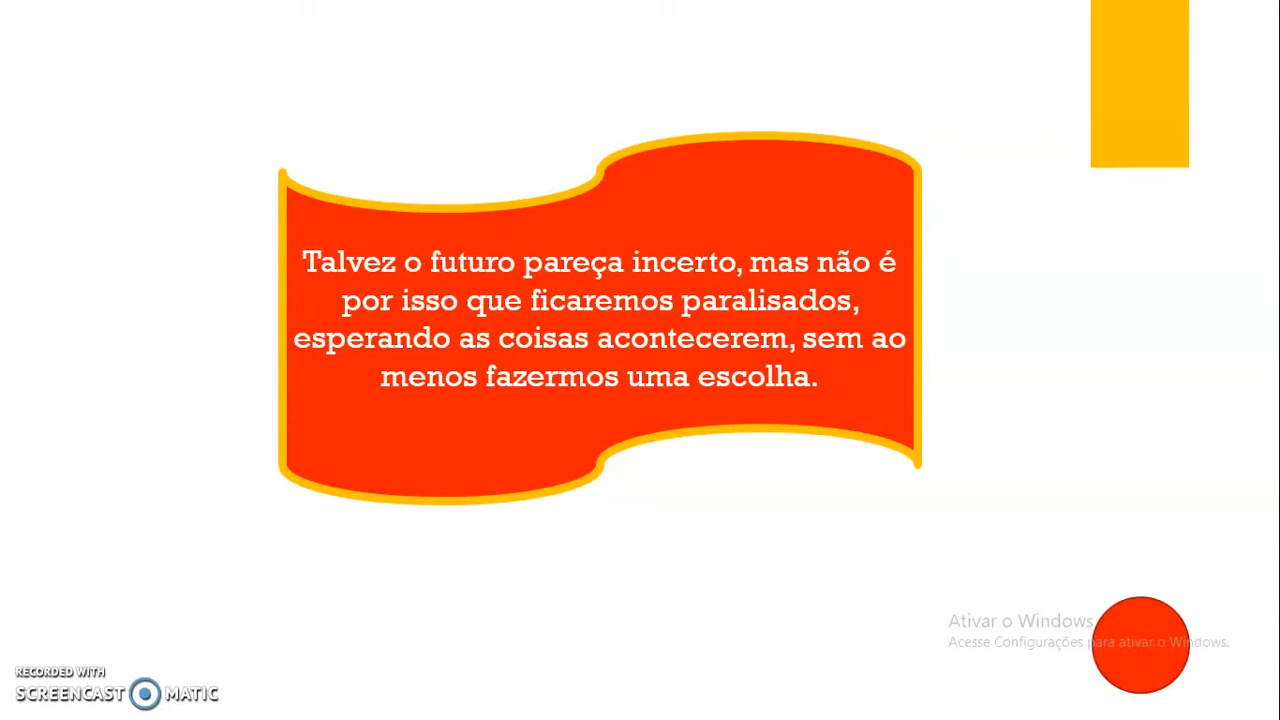 Talvez o futuro pareça incerto, mas não é
por isso que ficaremos paralisados,
esperando as coisas acontecerem, sem ao
menos fazermos uma escolha.
Ativar o Windows
Acesse Configurações para ativar o Windows.
RECORDED WITH
SCREENCAST MATIC